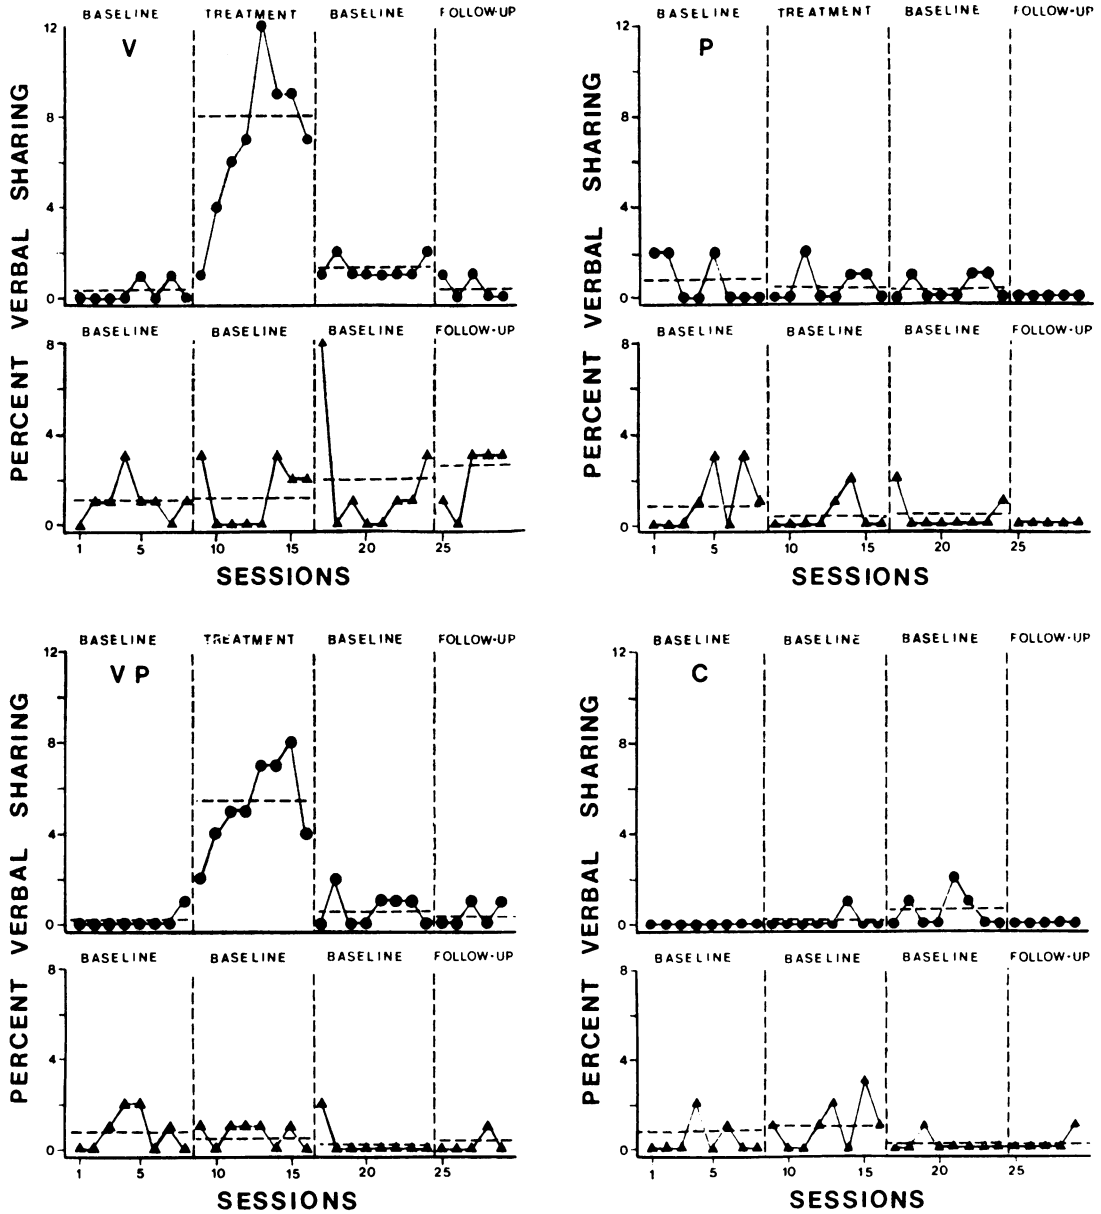 BASELINE TREATMENT BASELINE FOLLOW-UP
12
V
8
4
0
PERCENT VERBAL SHARING
BASELINE BASELINE BASELINE FOLLOW-UP
8
4
0
1 5 10 15 20 25
SESSIONS
BASELINE TREATMENT BASELINE FOLLOW-UP
12
P
8
4
0
PERCENT VERBAL SHARING
BASELINE BASELINE BASELINE FOLLOW-UP
8
4
0
1 5 10 15 20 25
SESSIONS
BASELINE TREATMENT BASELINE FOLLOW-UP
12
V P
8
4
0
PERCENT VERBAL SHARING
BASELINE BASELINE BASELINE FOLLOW-UP
8
4
0
1 5 10 15 20 25
SESSIONS
BASELINE BASELINE BASELINE FOLLOW-UP
12
C
8
4
0
PERCENT VERBAL SHARING
BASELINE BASELINE BASELINE FOLLOW-UP
8
4
0
1 5 10 15 20 25
SESSIONS